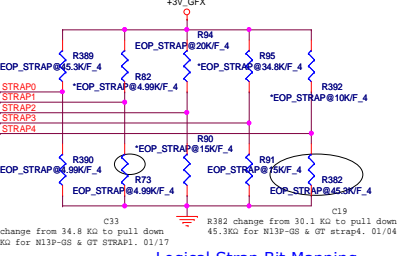 +3V_GFX
R94
EOP_STRAP@20K/F_4
R389
EOP_STRAP@45.3K/F_4
R95
*EOP_STRAP@34.8K/F_4
R82
*EOP_STRAP@4.99K/F_4
R392
*EOP_STRAP@10K/F_4
STRAP0
STRAP1
STRAP2
STRAP3
STRAP4
R90
*EOP_STRAP@15K/F_4
R390
EOP_STRAP@4.99K/F_4
R91
EOP_STRAP@15K/F_4
R73
EOP_STRAP@4.99K/F_4
R382
EOP_STRAP@45.3K/F_4
C33
change from 34.8 KΩ to pull down
KΩ for N13P-GS & GT STRAP1. 01/17
C19
R382 change from 30.1 KΩ to pull down
45.3KΩ for N13P-GS & GT strap4. 01/04
Logical Strap Bit Mapping